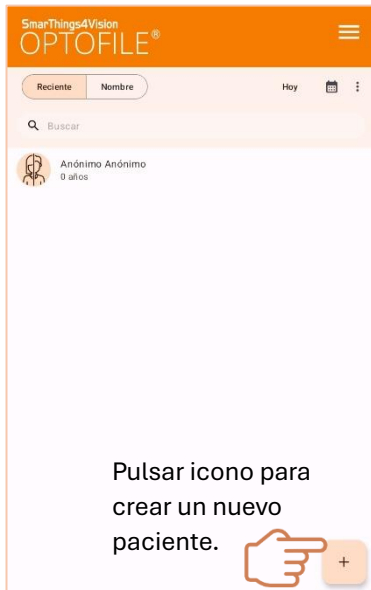 SmarThings4Vision
OPTOFILE®
Reciente Nombre Hoy
Buscar
Anónimo Anónimo
0 años
Pulsar icono para
crear un nuevo
paciente.
+